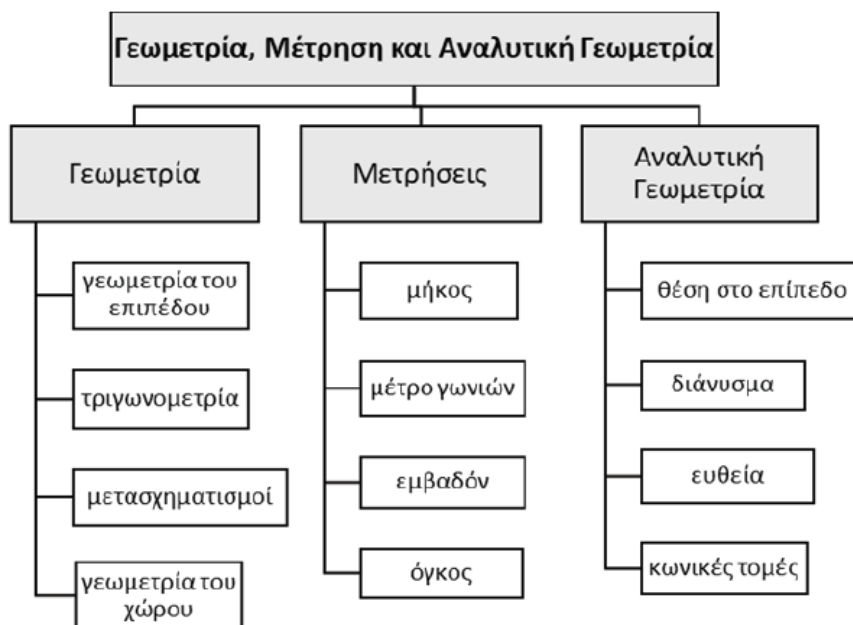 Γεωμετρία, Μέτρηση και Αναλυτική Γεωμετρία
Γεωμετρία
γεωμετρία του
επιπέδου
τριγωνομετρία
μετασχηματισμοί
γεωμετρία του
χώρου
Μετρήσεις
μήκος
μέτρο γωνιών
εμβαδόν
όγκος
Αναλυτική
Γεωμετρία
θέση στο επίπεδο
διάνυσμα
ευθεία
κωνικές τομές